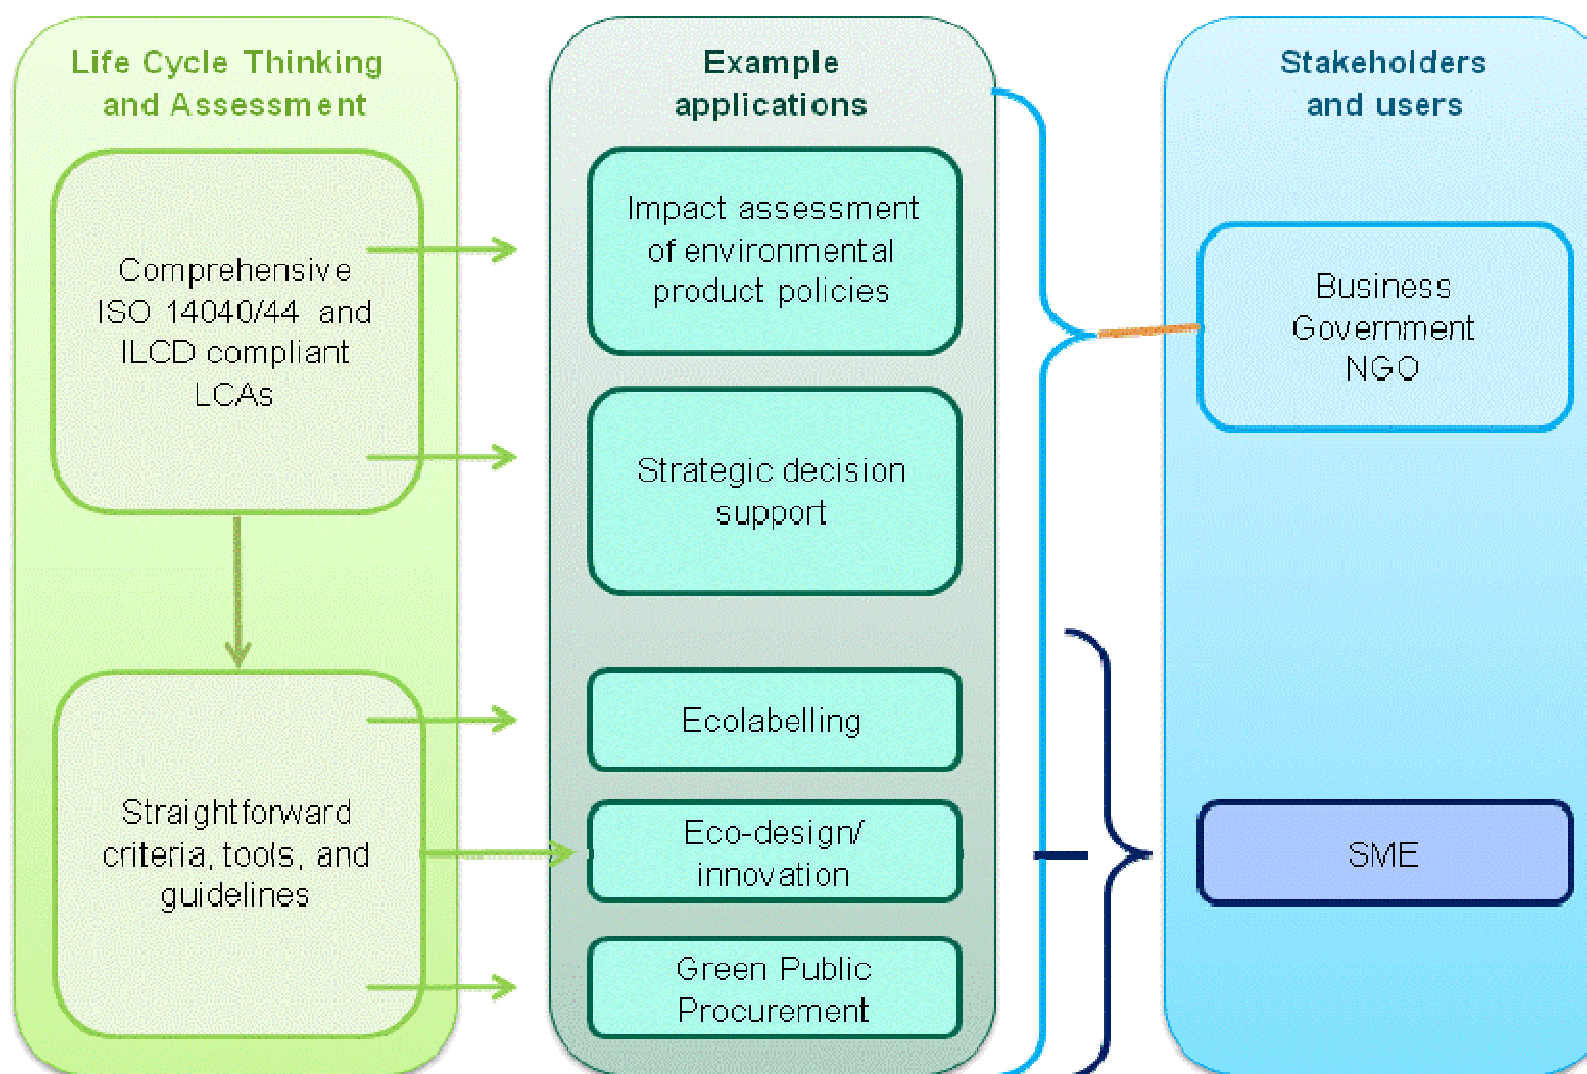 Life Cycle Thinking
and Assessment
Comprehensive
ISO 14040/44 and
ILCD compliant
LCAs
Straightforward
criteria, tools, and
guidelines
Example
applications
Impact assessment
of environmental
product policies
Strategic decision
support
Ecolabelling
Eco-design/
innovation
Green Public
Procurement
Stakeholders
and users
Business
Government
NGO
SME